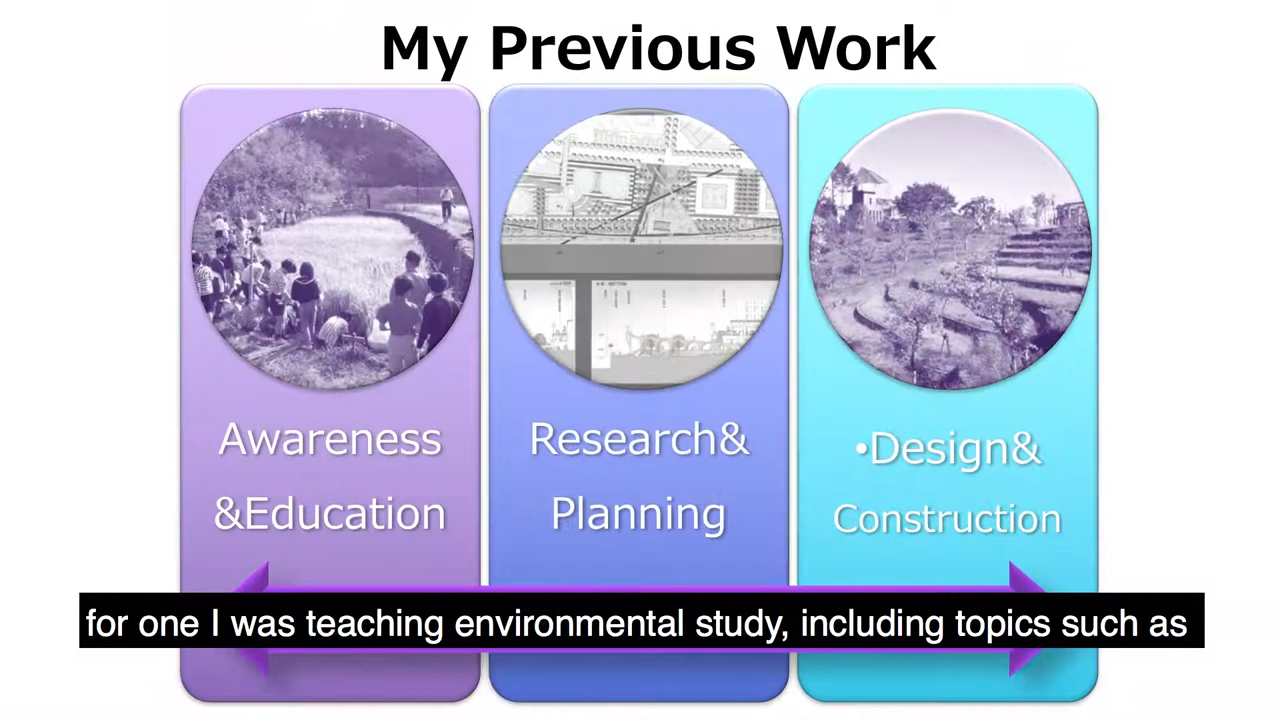 My Previous Work
Awareness
&Education
Research&
Planning
•Design&
Construction
for one I was teaching environmental study, including topics such as